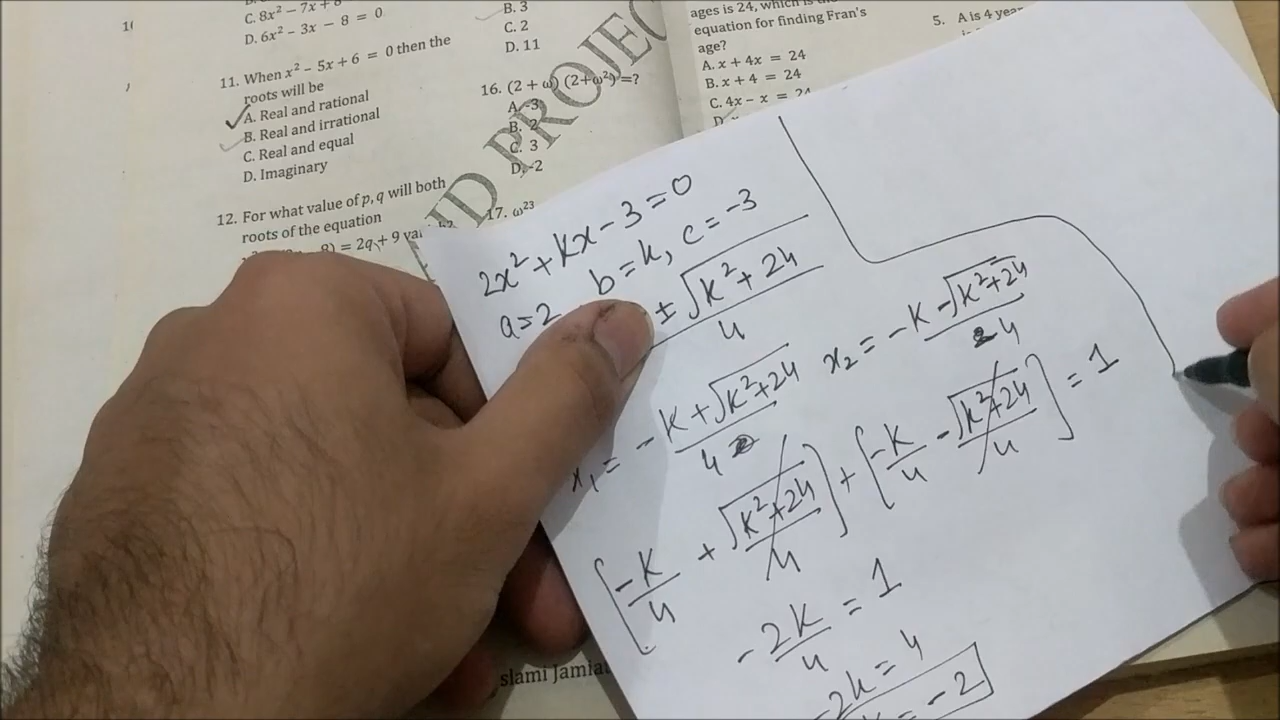 C. 8x² − 7x +
D. 6x² − 3x − 8 = 0
11. When x² − 5x + 6 = 0 then the
roots will be
A. Real and rational
B. Real and irrational
C. Real and equal
D. Imaginary
12. For what value of p, q will both
roots of the equation
8) = 2q + 9
B. 3
C. 2
D. 11
16. (2 + ω) (2+ω²) =?
A. -3
B. 2
C. 3
D. -2
17. ω²³
PROJEC
slami Jamia
ages is 24, which is
equation for finding Fran's
age?
A. x + 4x = 24
B. x + 4 = 24
C. 4x − x = 24
D.
5. A is 4 year
2x² + kx − 3 = 0
a = 2 b = k, c = −3
± √k² + 24
4
x₁ = −k + √k²+24
4
x₂ = −k − √k²+24
4
[−k/4 + √k²+24/4] + [−k/4 − √k²+24/4] = 1
−2k/4 = 1
−2k = 4
= −2